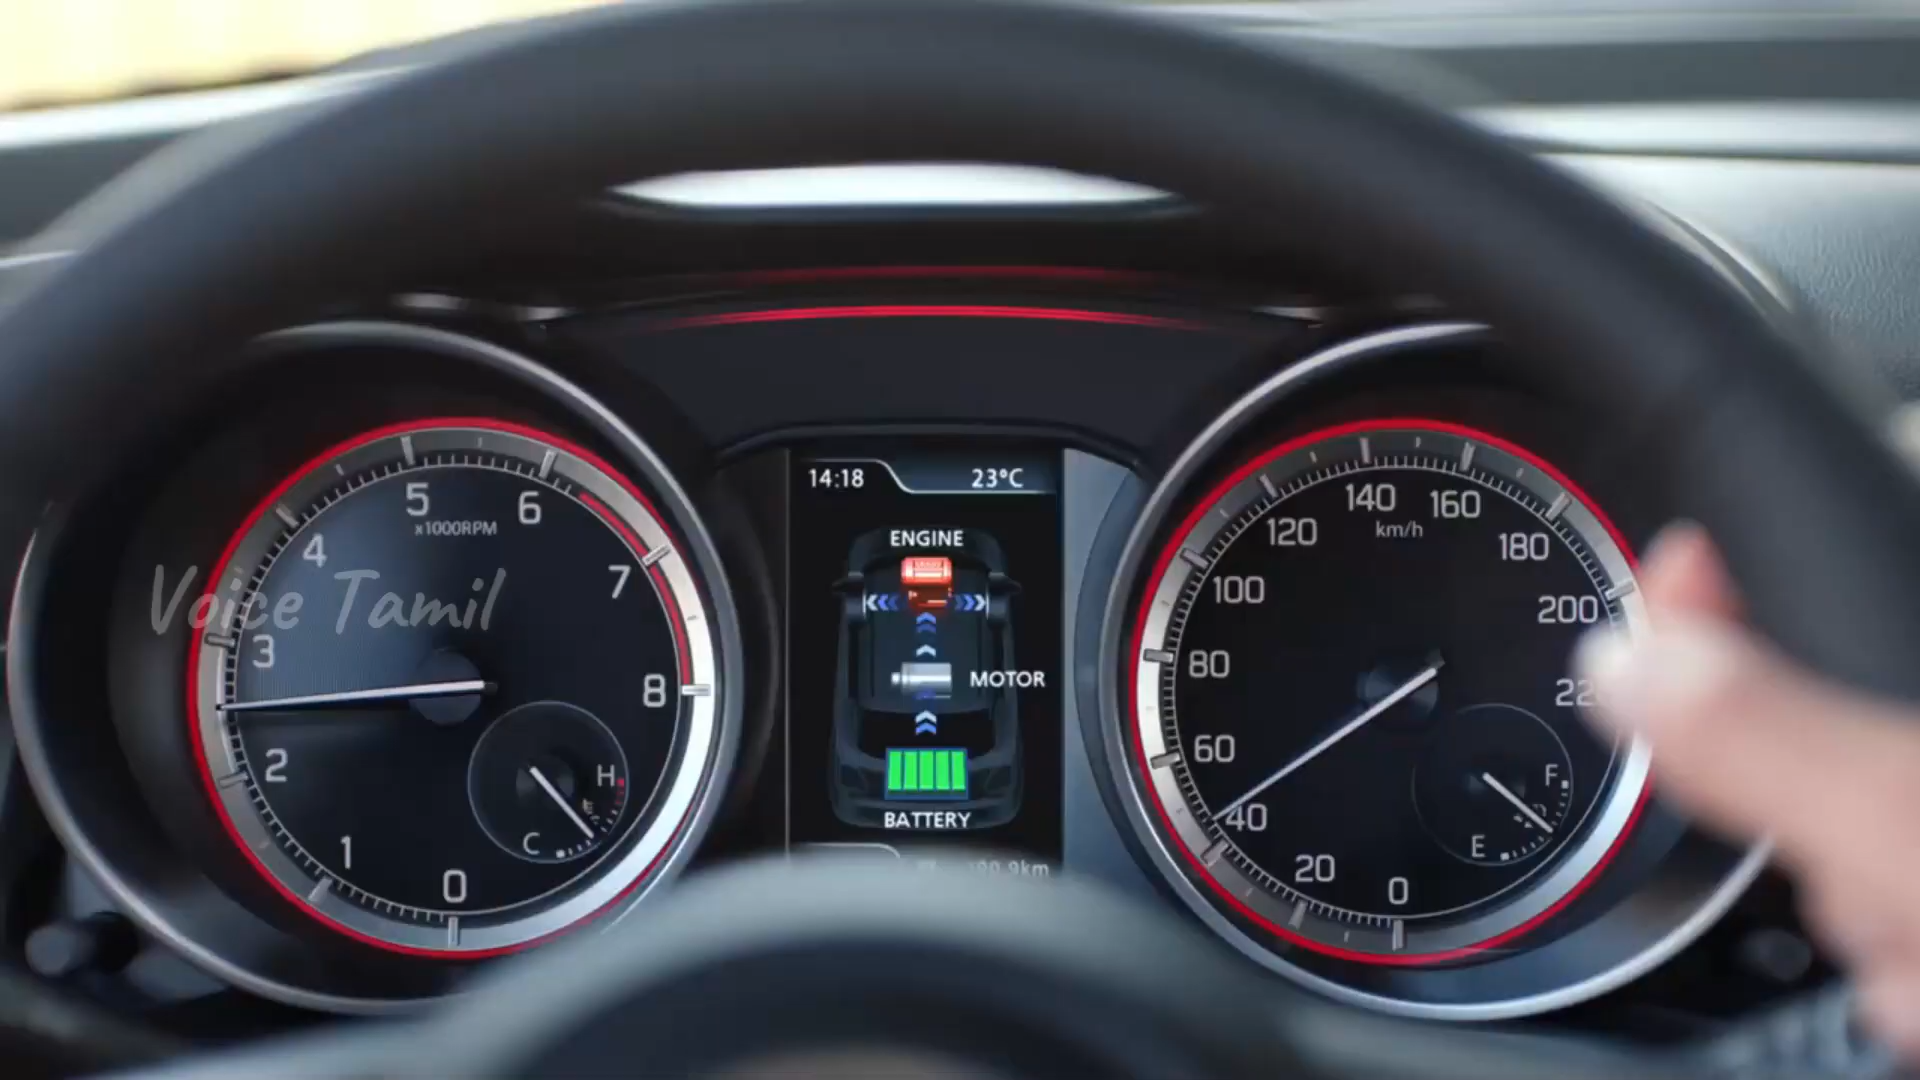 14:18 23°C
5 6
x1000RPM
4 7
3 8
2
1 0
H
C
Voice Tamil
ENGINE
MOTOR
BATTERY
140 160
km/h
120 180
100 200
80
60
40
20 0
F
E